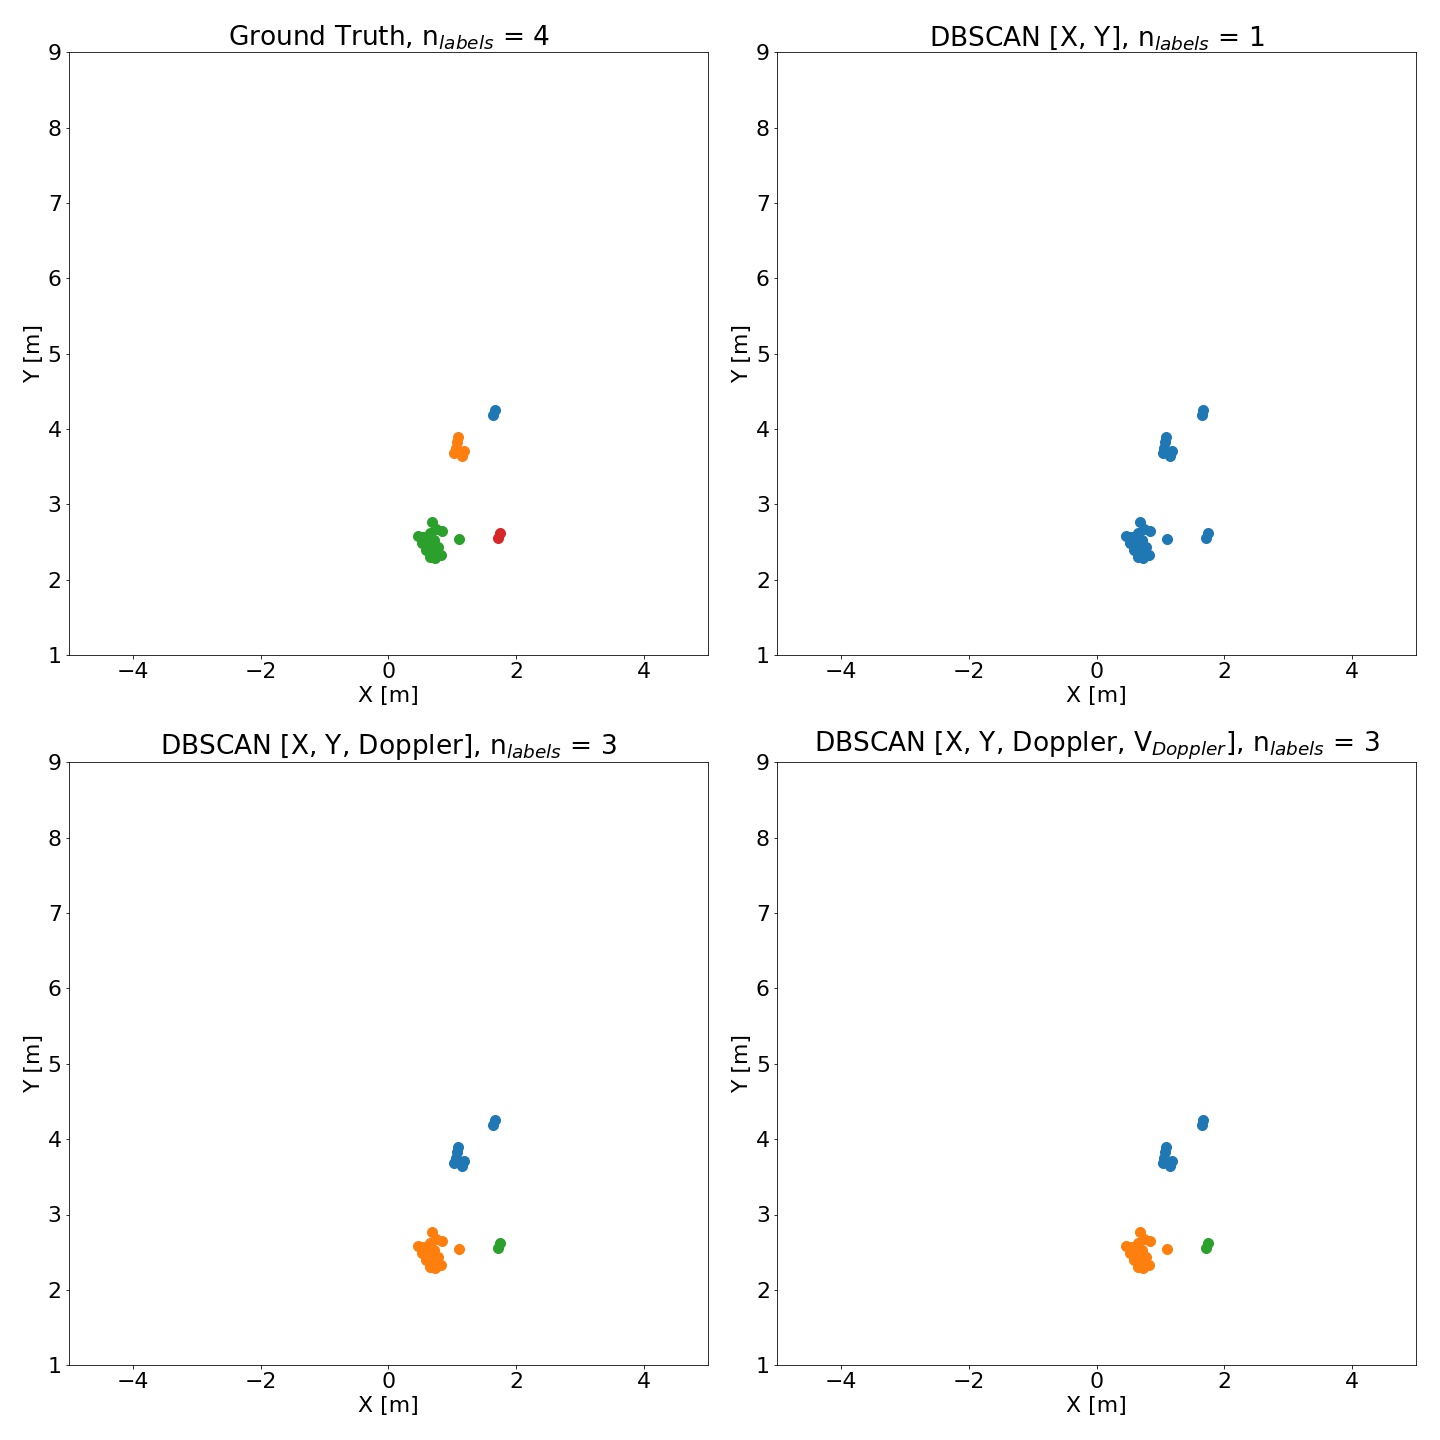 Ground Truth, n_labels = 4
9
8
7
6
5
4
3
2
1
Y [m]
−4 −2 0 2 4
X [m]
DBSCAN [X, Y], n_labels = 1
9
8
7
6
5
4
3
2
1
Y [m]
−4 −2 0 2 4
X [m]
DBSCAN [X, Y, Doppler], n_labels = 3
9
8
7
6
5
4
3
2
1
Y [m]
−4 −2 0 2 4
X [m]
DBSCAN [X, Y, Doppler, V_Doppler], n_labels = 3
9
8
7
6
5
4
3
2
1
Y [m]
−4 −2 0 2 4
X [m]